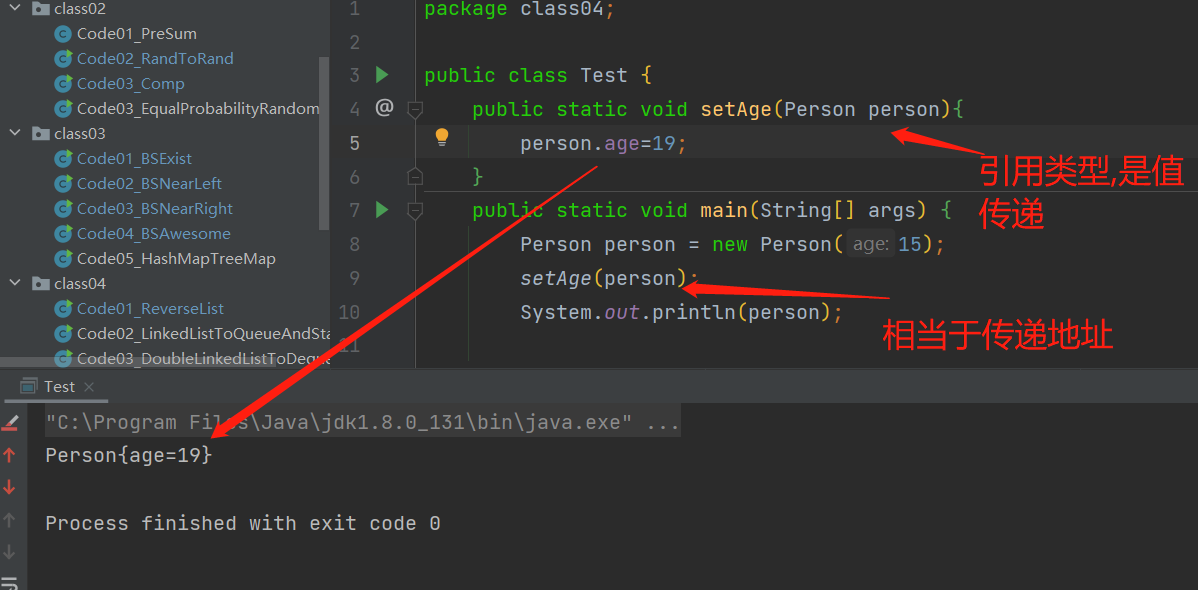 class02
Code01_PreSum
Code02_RandToRand
Code03_Comp
Code03_EqualProbabilityRandom
class03
Code01_BSExist
Code02_BSNearLeft
Code03_BSNearRight
Code04_BSAwesome
Code05_HashMapTreeMap
class04
Code01_ReverseList
Code02_LinkedListToQueueAndSta
Code03_DoubleLinkedListToDequ
1 package class04;
2
3 public class Test {
4 @ public static void setAge(Person person){
5 person.age=19;
6 }
7 public static void main(String[] args) {
8 Person person = new Person( age: 15);
9 setAge(person);
10 System.out.println(person);
11
引用类型,是值
传递
相当于传递地址
Test
"C:\Program Files\Java\jdk1.8.0_131\bin\java.exe" ...
Person{age=19}
Process finished with exit code 0